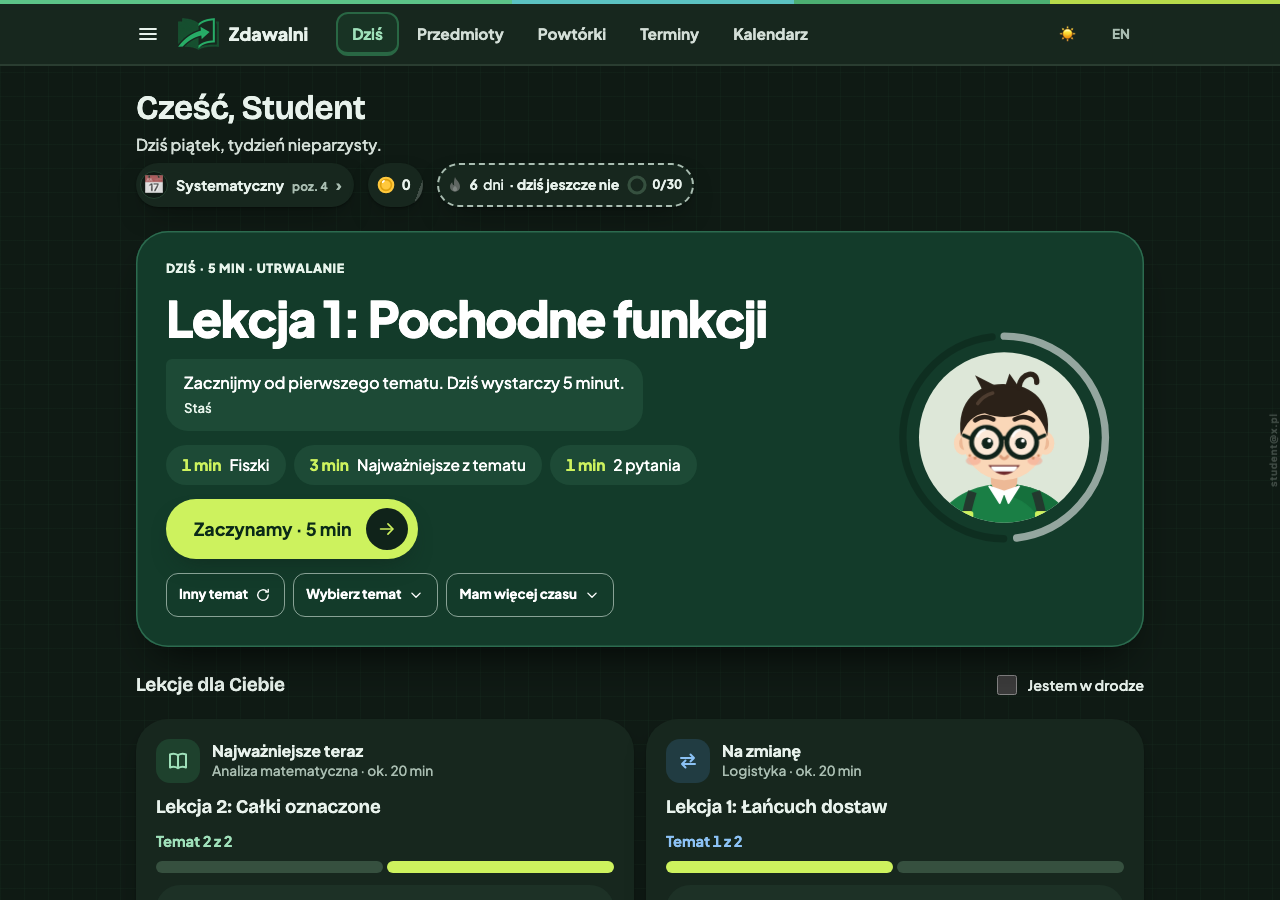 Zdawalni
Dziś
Przedmioty
Powtórki
Terminy
Kalendarz
EN
Cześć, Student
Dziś piątek, tydzień nieparzysty.
17 Systematyczny poz. 4 ›
0
6 dni · dziś jeszcze nie 0/30
DZIŚ · 5 MIN · UTRWALANIE
Lekcja 1: Pochodne funkcji
Zacznijmy od pierwszego tematu. Dziś wystarczy 5 minut.
Staś
1 min Fiszki
3 min Najważniejsze z tematu
1 min 2 pytania
Zaczynamy · 5 min
Inny temat
Wybierz temat
Mam więcej czasu
student@x.pl
Lekcje dla Ciebie
Jestem w drodze
Najważniejsze teraz
Analiza matematyczna · ok. 20 min
Lekcja 2: Całki oznaczone
Temat 2 z 2
Na zmianę
Logistyka · ok. 20 min
Lekcja 1: Łańcuch dostaw
Temat 1 z 2